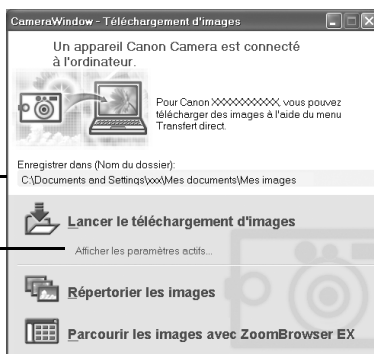 CameraWindow - Téléchargement d'images
Un appareil Canon Camera est connecté
à l'ordinateur.
Pour Canon XXXXXXXXXX, vous pouvez
télécharger des images à l'aide du menu
Transfert direct.
Enregistrer dans (Nom du dossier):
C:\Documents and Settings\xxx\Mes documents\Mes images
Lancer le téléchargement d'images
Afficher les paramètres actifs...
Répertorier les images
Parcourir les images avec ZoomBrowser EX